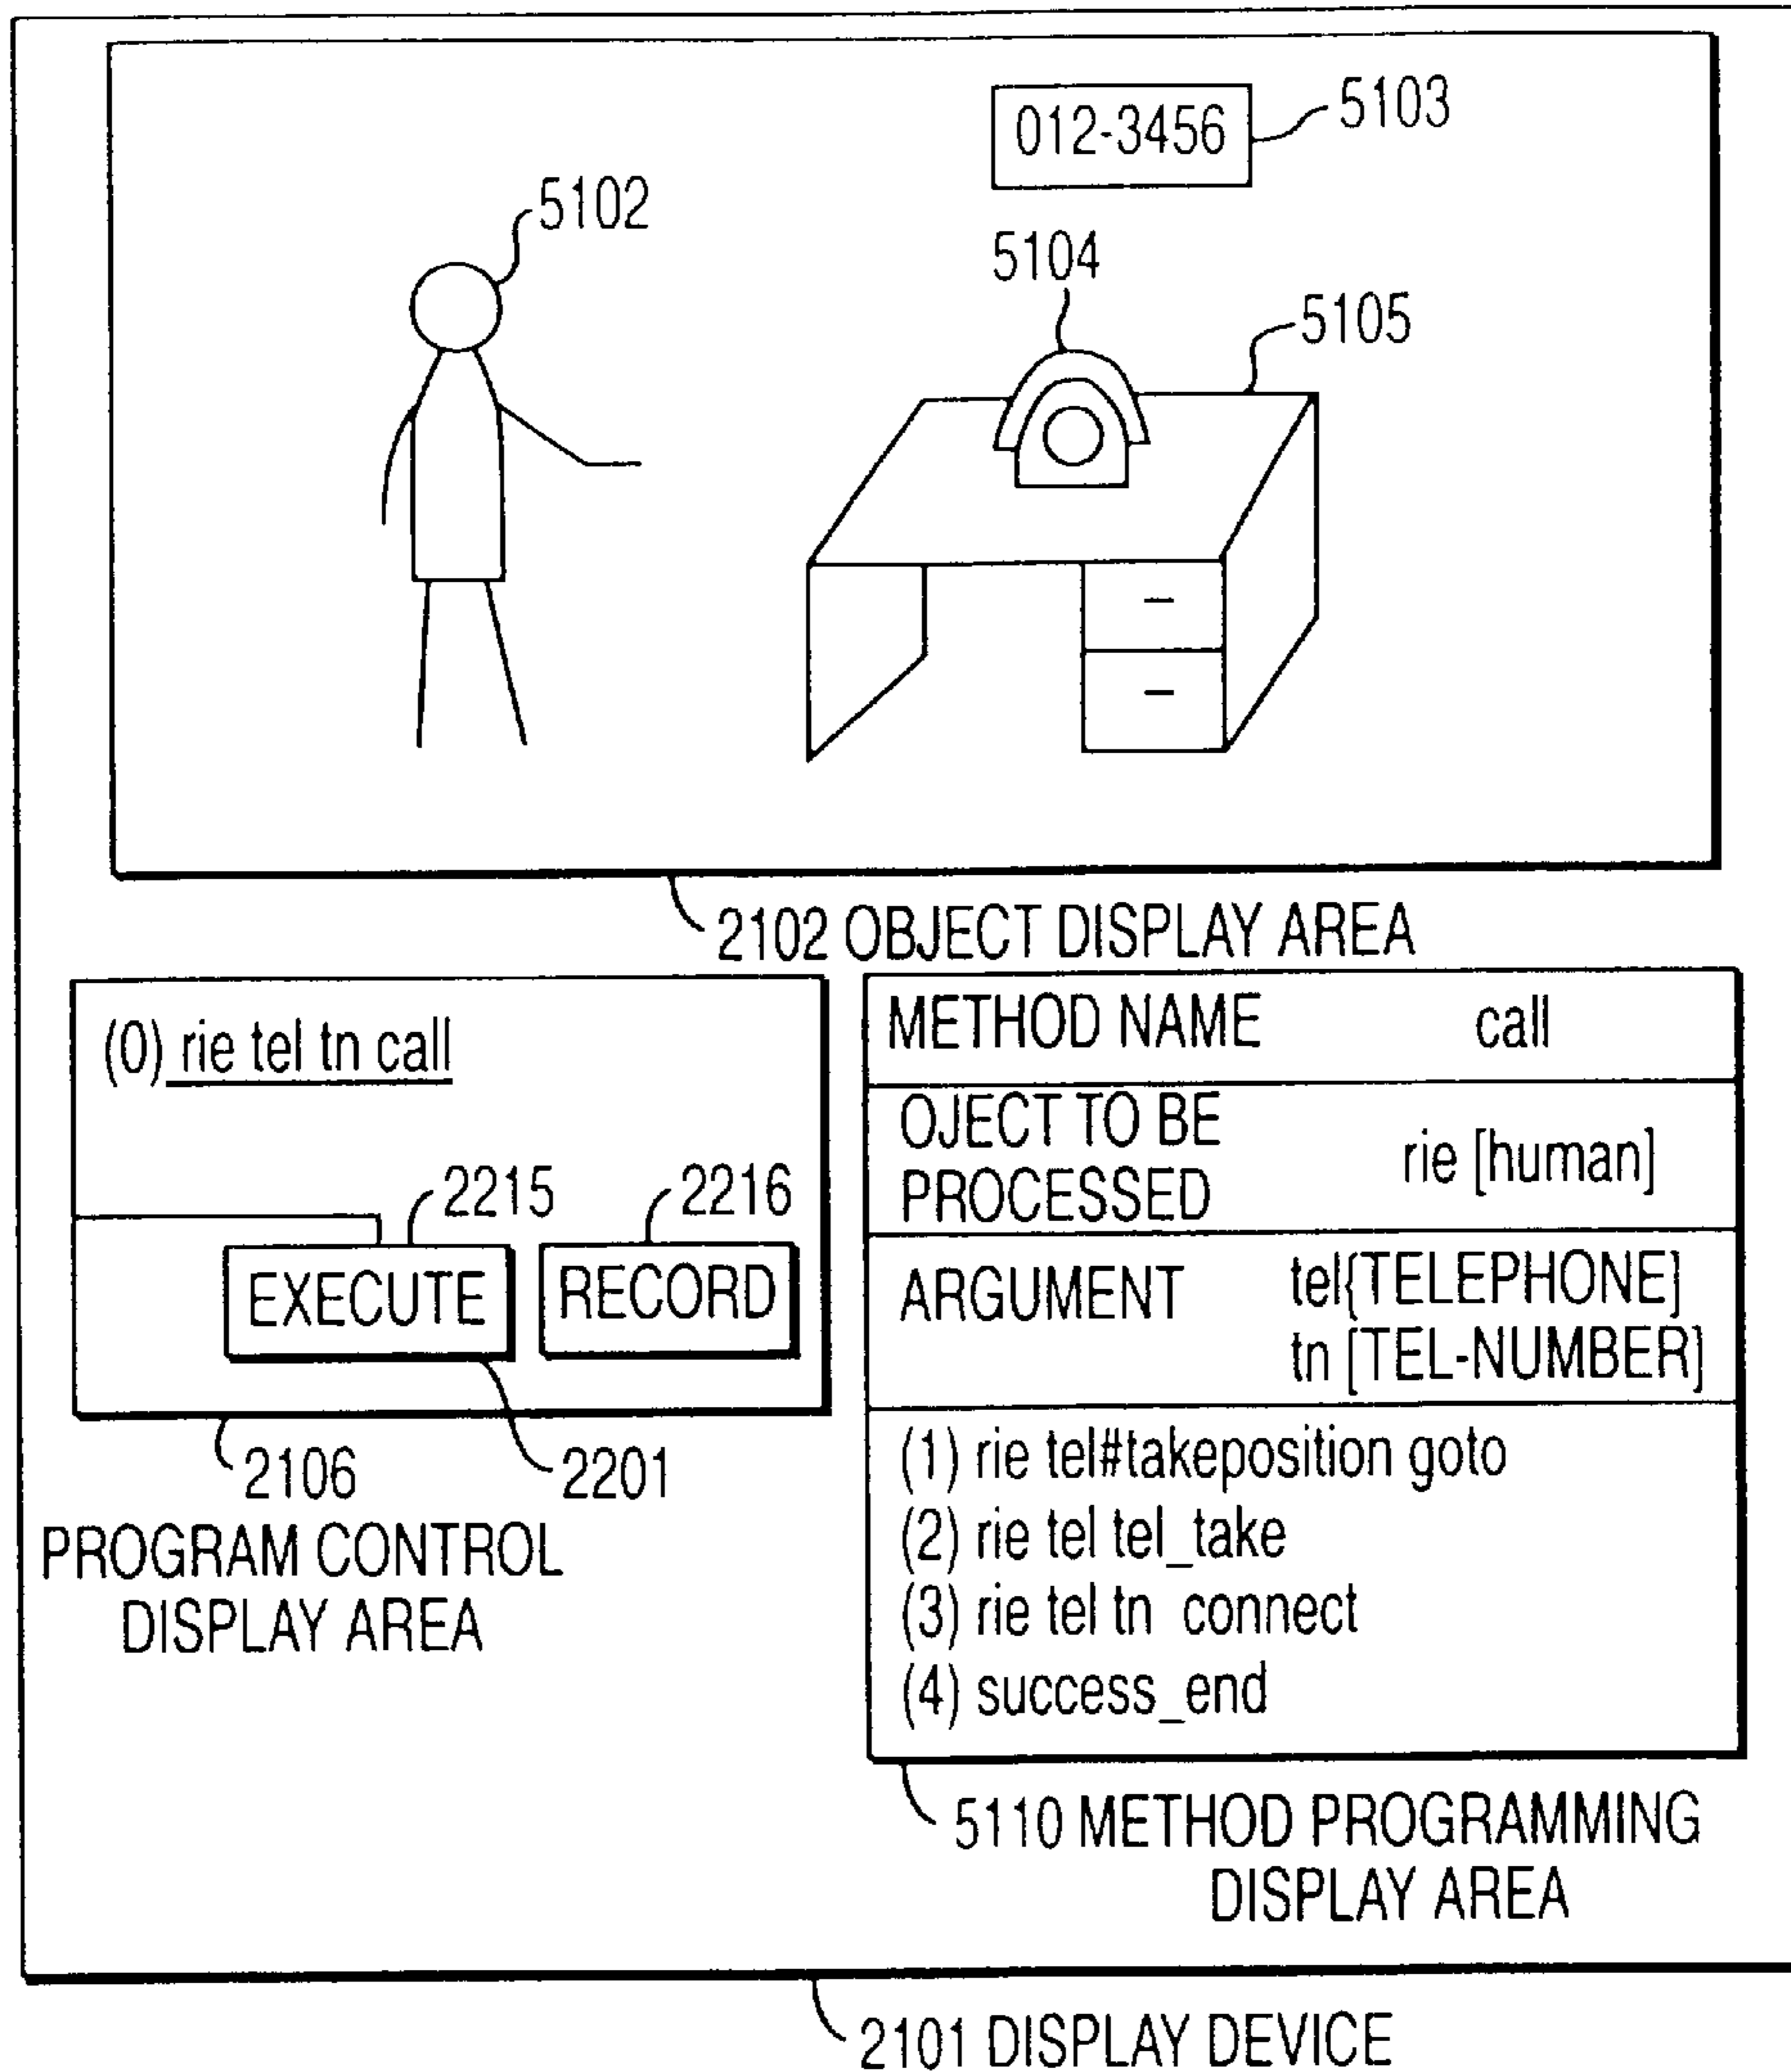 012-3456
5103
5102
5104
5105
2102 OBJECT DISPLAY AREA
(0) rie tel tn call
2215
2216
EXECUTE
RECORD
2106
2201
PROGRAM CONTROL
DISPLAY AREA
METHOD NAME call
OJECT TO BE
PROCESSED
rie [human]
ARGUMENT
tel{TELEPHONE]
tn [TEL-NUMBER]
(1) rie tel#takeposition goto
(2) rie tel tel_take
(3) rie tel tn connect
(4) success_end
5110 METHOD PROGRAMMING
DISPLAY AREA
2101 DISPLAY DEVICE